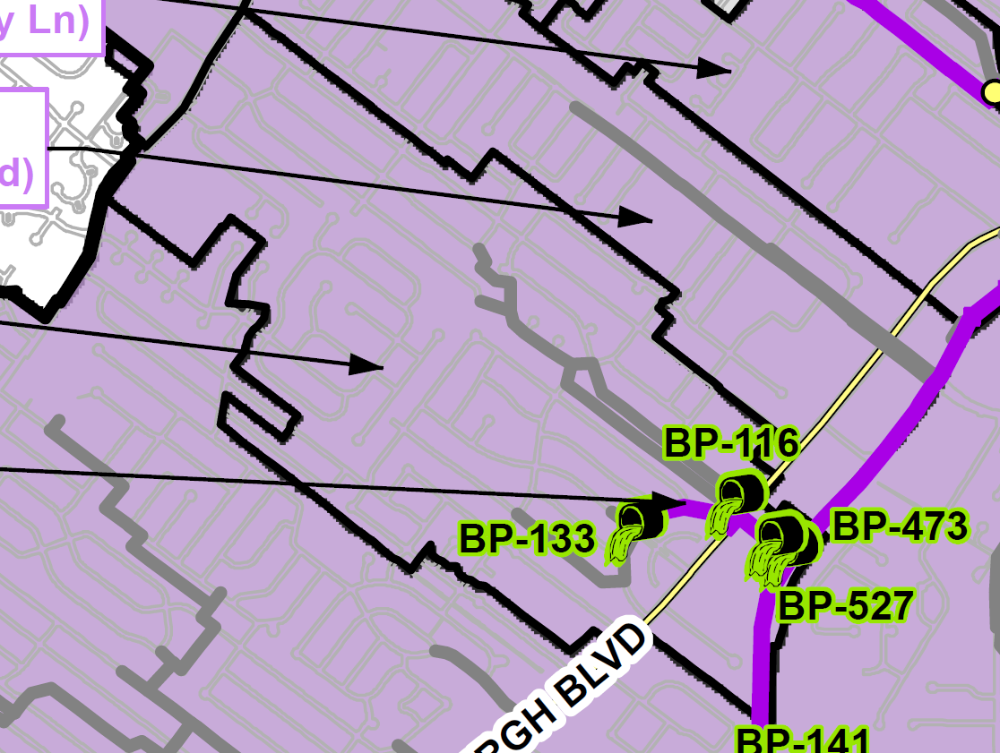 y Ln)
d)
BP-116
BP-133
BP-473
BP-527
RGH BLVD
BP-141